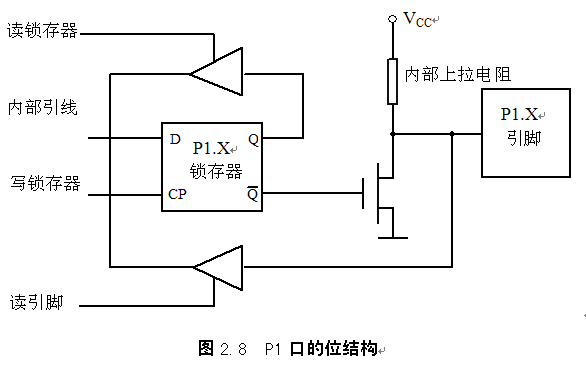 读锁存器
VCC
内部上拉电阻
内部引线
D
Q
P1.X
锁存器
P1.X
引脚
写锁存器
CP
Q̅
读引脚
图 2.8 P1 口的位结构